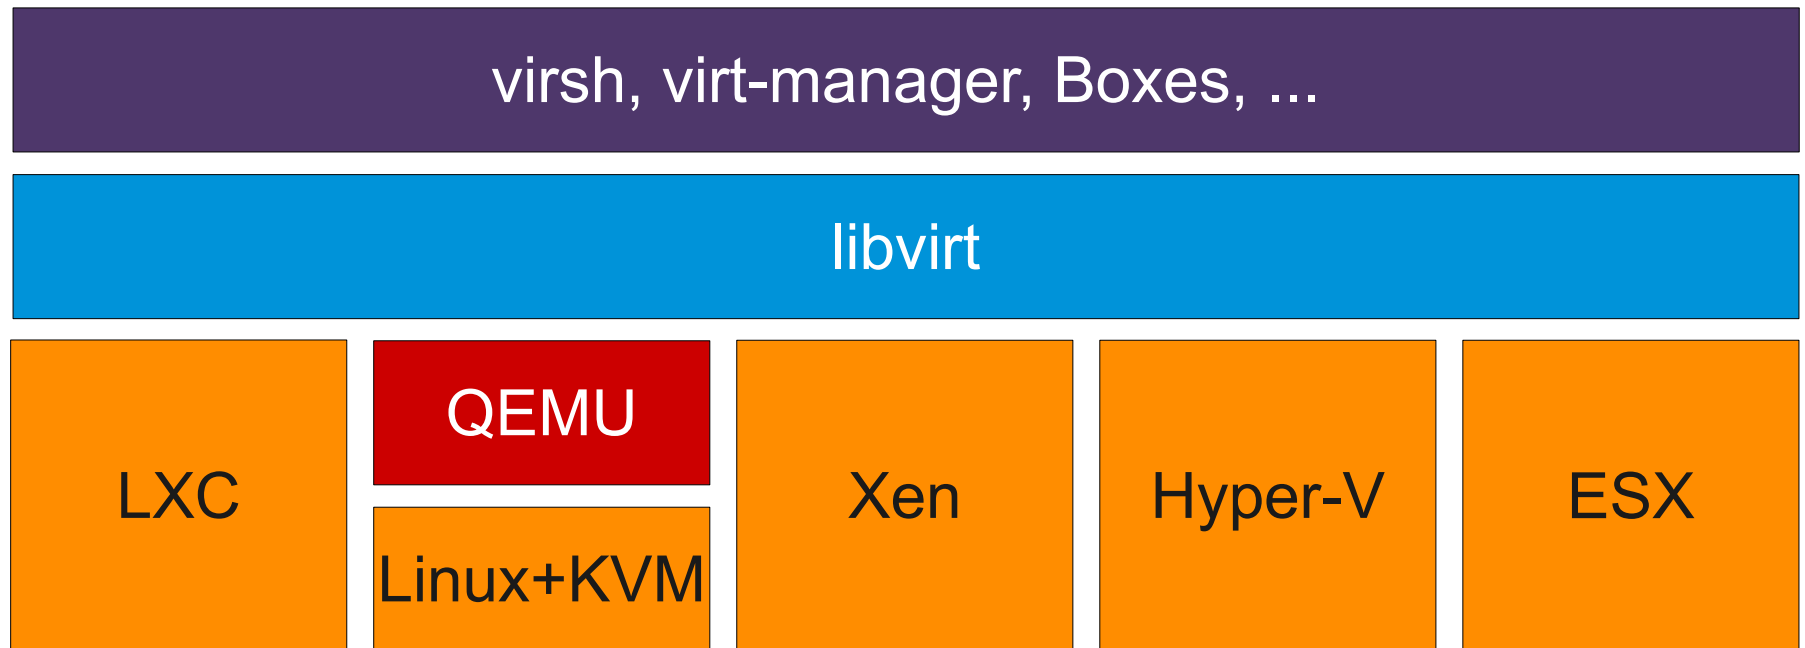 virsh, virt-manager, Boxes, ...
libvirt
QEMU
LXC
Xen
Hyper-V
ESX
Linux+KVM